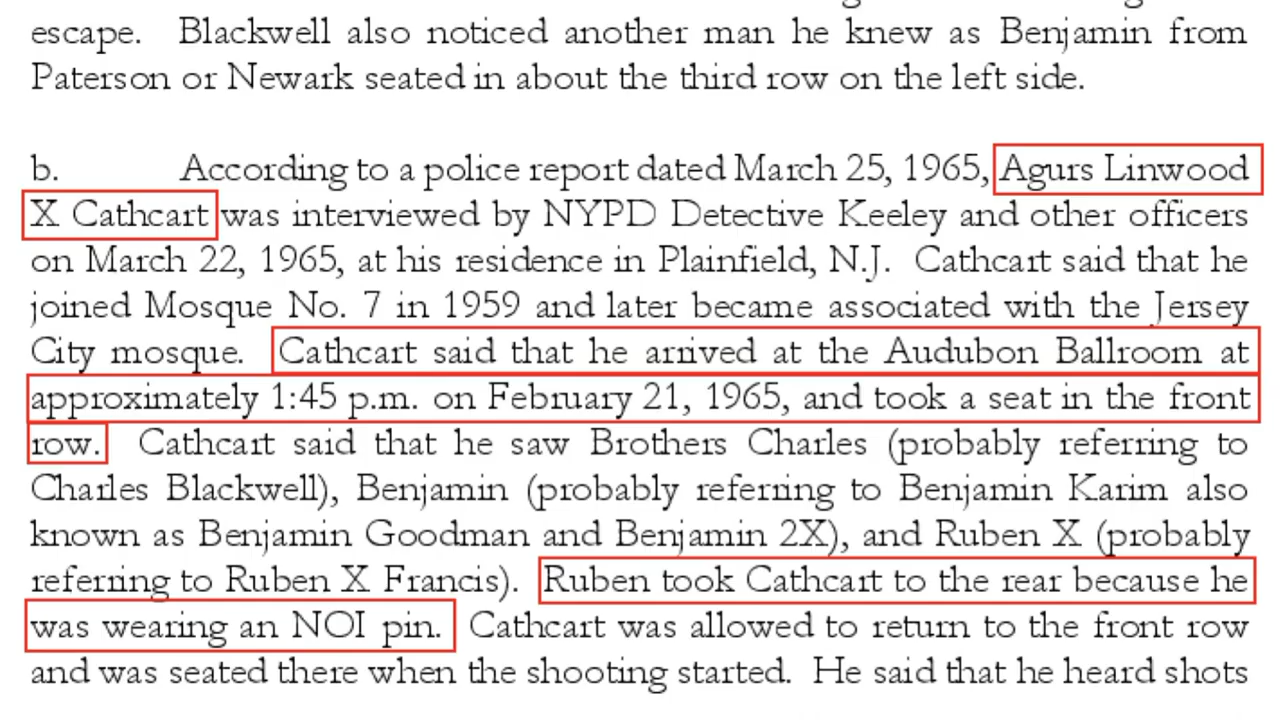 escape. Blackwell also noticed another man he knew as Benjamin from
Paterson or Newark seated in about the third row on the left side.
b. According to a police report dated March 25, 1965, Agurs Linwood
X Cathcart was interviewed by NYPD Detective Keeley and other officers
on March 22, 1965, at his residence in Plainfield, N.J. Cathcart said that he
joined Mosque No. 7 in 1959 and later became associated with the Jersey
City mosque. Cathcart said that he arrived at the Audubon Ballroom at
approximately 1:45 p.m. on February 21, 1965, and took a seat in the front
row. Cathcart said that he saw Brothers Charles (probably referring to
Charles Blackwell), Benjamin (probably referring to Benjamin Karim also
known as Benjamin Goodman and Benjamin 2X), and Ruben X (probably
referring to Ruben X Francis). Ruben took Cathcart to the rear because he
was wearing an NOI pin. Cathcart was allowed to return to the front row
and was seated there when the shooting started. He said that he heard shots